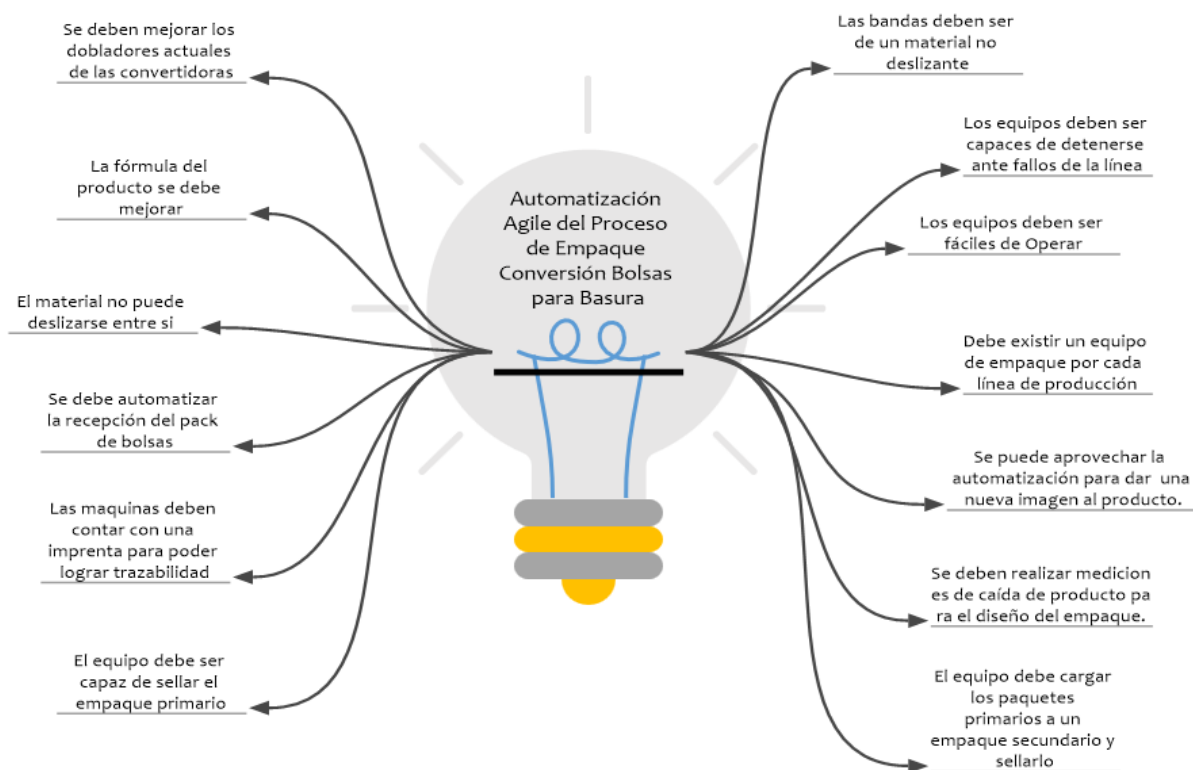 Se deben mejorar los
dobladores actuales
de las convertidoras
La fórmula del
producto se debe
mejorar
El material no puede
deslizarse entre si
Se debe automatizar
la recepción del pack
de bolsas
Las maquinas deben
contar con una
imprenta para poder
lograr trazabilidad
El equipo debe ser
capaz de sellar el
empaque primario
Automatización
Agile del Proceso
de Empaque
Conversión Bolsas
para Basura
Las bandas deben ser
de un material no
deslizante
Los equipos deben ser
capaces de detenerse
ante fallos de la línea
Los equipos deben ser
fáciles de Operar
Debe existir un equipo
de empaque por cada
línea de producción
Se puede aprovechar la
automatización para dar una
nueva imagen al producto.
Se deben realizar medicion
es de caída de producto pa
ra el diseño del empaque.
El equipo debe cargar
los paquetes
primarios a un
empaque secundario y
sellarlo